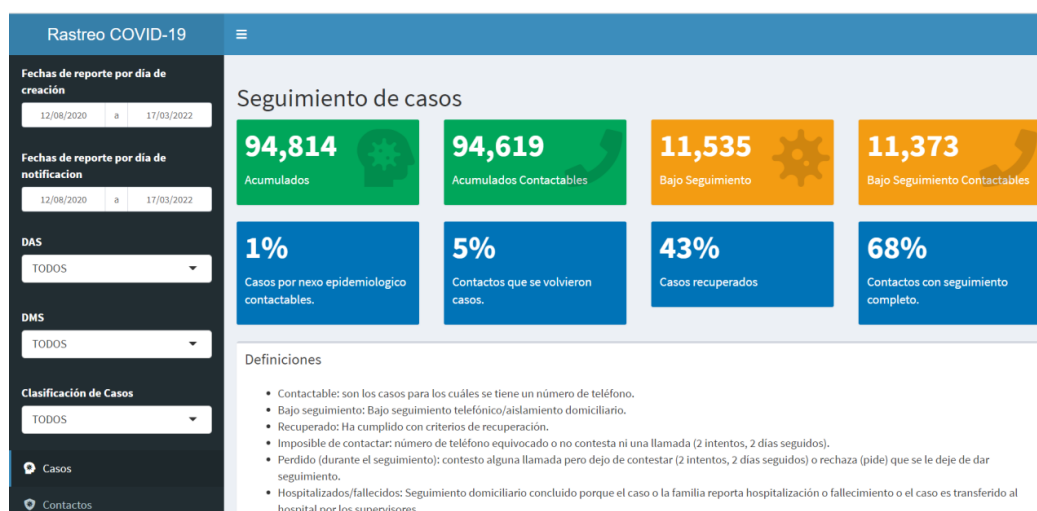 Rastreo COVID-19
Fechas de reporte por día de
creación
12/08/2020 a 17/03/2022
Fechas de reporte por día de
notificacion
12/08/2020 a 17/03/2022
DAS
TODOS
DMS
TODOS
Clasificación de Casos
TODOS
Casos
Contactos
Seguimiento de casos
94,814
Acumulados
94,619
Acumulados Contactables
11,535
Bajo Seguimiento
11,373
Bajo Seguimiento Contactables
1%
Casos por nexo epidemiologico
contactables.
5%
Contactos que se volvieron
casos.
43%
Casos recuperados
68%
Contactos con seguimiento
completo.
Definiciones
• Contactable: son los casos para los cuáles se tiene un número de teléfono.
• Bajo seguimiento: Bajo seguimiento telefónico/aislamiento domiciliario.
• Recuperado: Ha cumplido con criterios de recuperación.
• Imposible de contactar: número de teléfono equivocado o no contesta ni una llamada (2 intentos, 2 días seguidos).
• Perdido (durante el seguimiento): contesto alguna llamada pero dejo de contestar (2 intentos, 2 días seguidos) o rechaza (pide) que se le deje de dar
seguimiento.
• Hospitalizados/fallecidos: Seguimiento domiciliario concluido porque el caso o la familia reporta hospitalización o fallecimiento o el caso es transferido al
hospital por los supervisores.